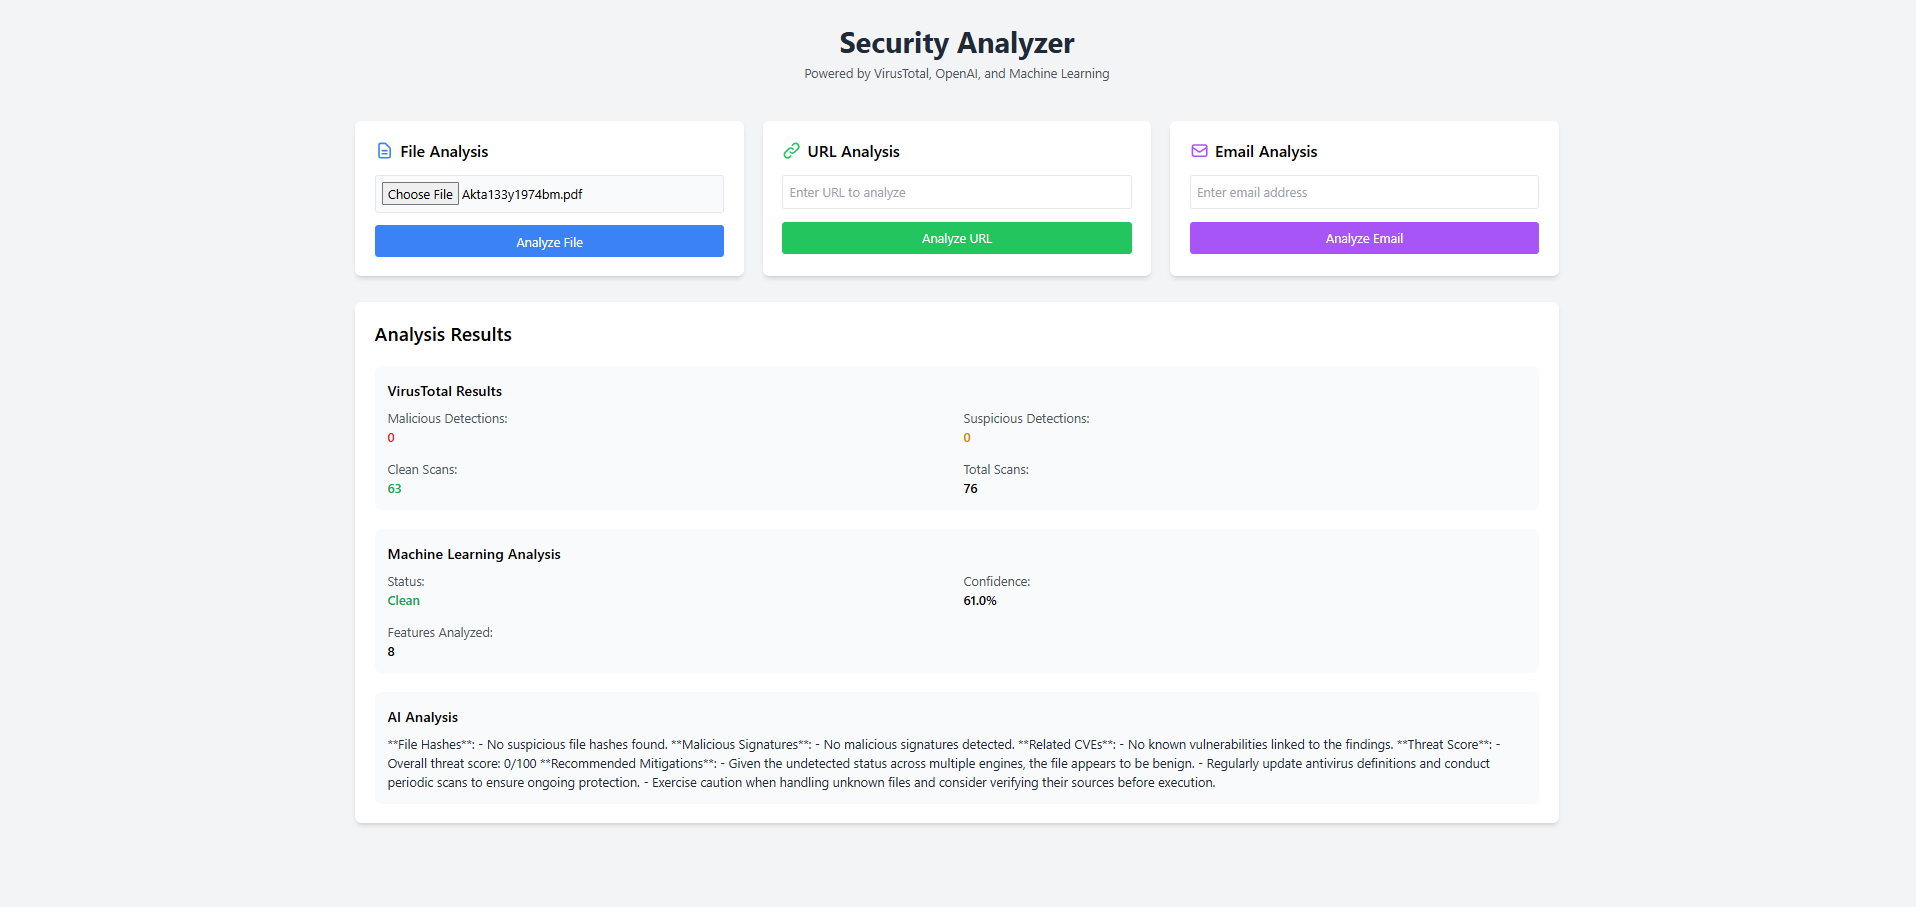 Security Analyzer
Powered by VirusTotal, OpenAI, and Machine Learning
File Analysis
Choose File Akta133y1974bm.pdf
Analyze File
URL Analysis
Enter URL to analyze
Analyze URL
Email Analysis
Enter email address
Analyze Email
Analysis Results
VirusTotal Results
Malicious Detections:
0
Suspicious Detections:
0
Clean Scans:
63
Total Scans:
76
Machine Learning Analysis
Status:
Clean
Confidence:
61.0%
Features Analyzed:
8
AI Analysis
**File Hashes**: - No suspicious file hashes found. **Malicious Signatures**: - No malicious signatures detected. **Related CVEs**: - No known vulnerabilities linked to the findings. **Threat Score**: -
Overall threat score: 0/100 **Recommended Mitigations**: - Given the undetected status across multiple engines, the file appears to be benign. - Regularly update antivirus definitions and conduct
periodic scans to ensure ongoing protection. - Exercise caution when handling unknown files and consider verifying their sources before execution.